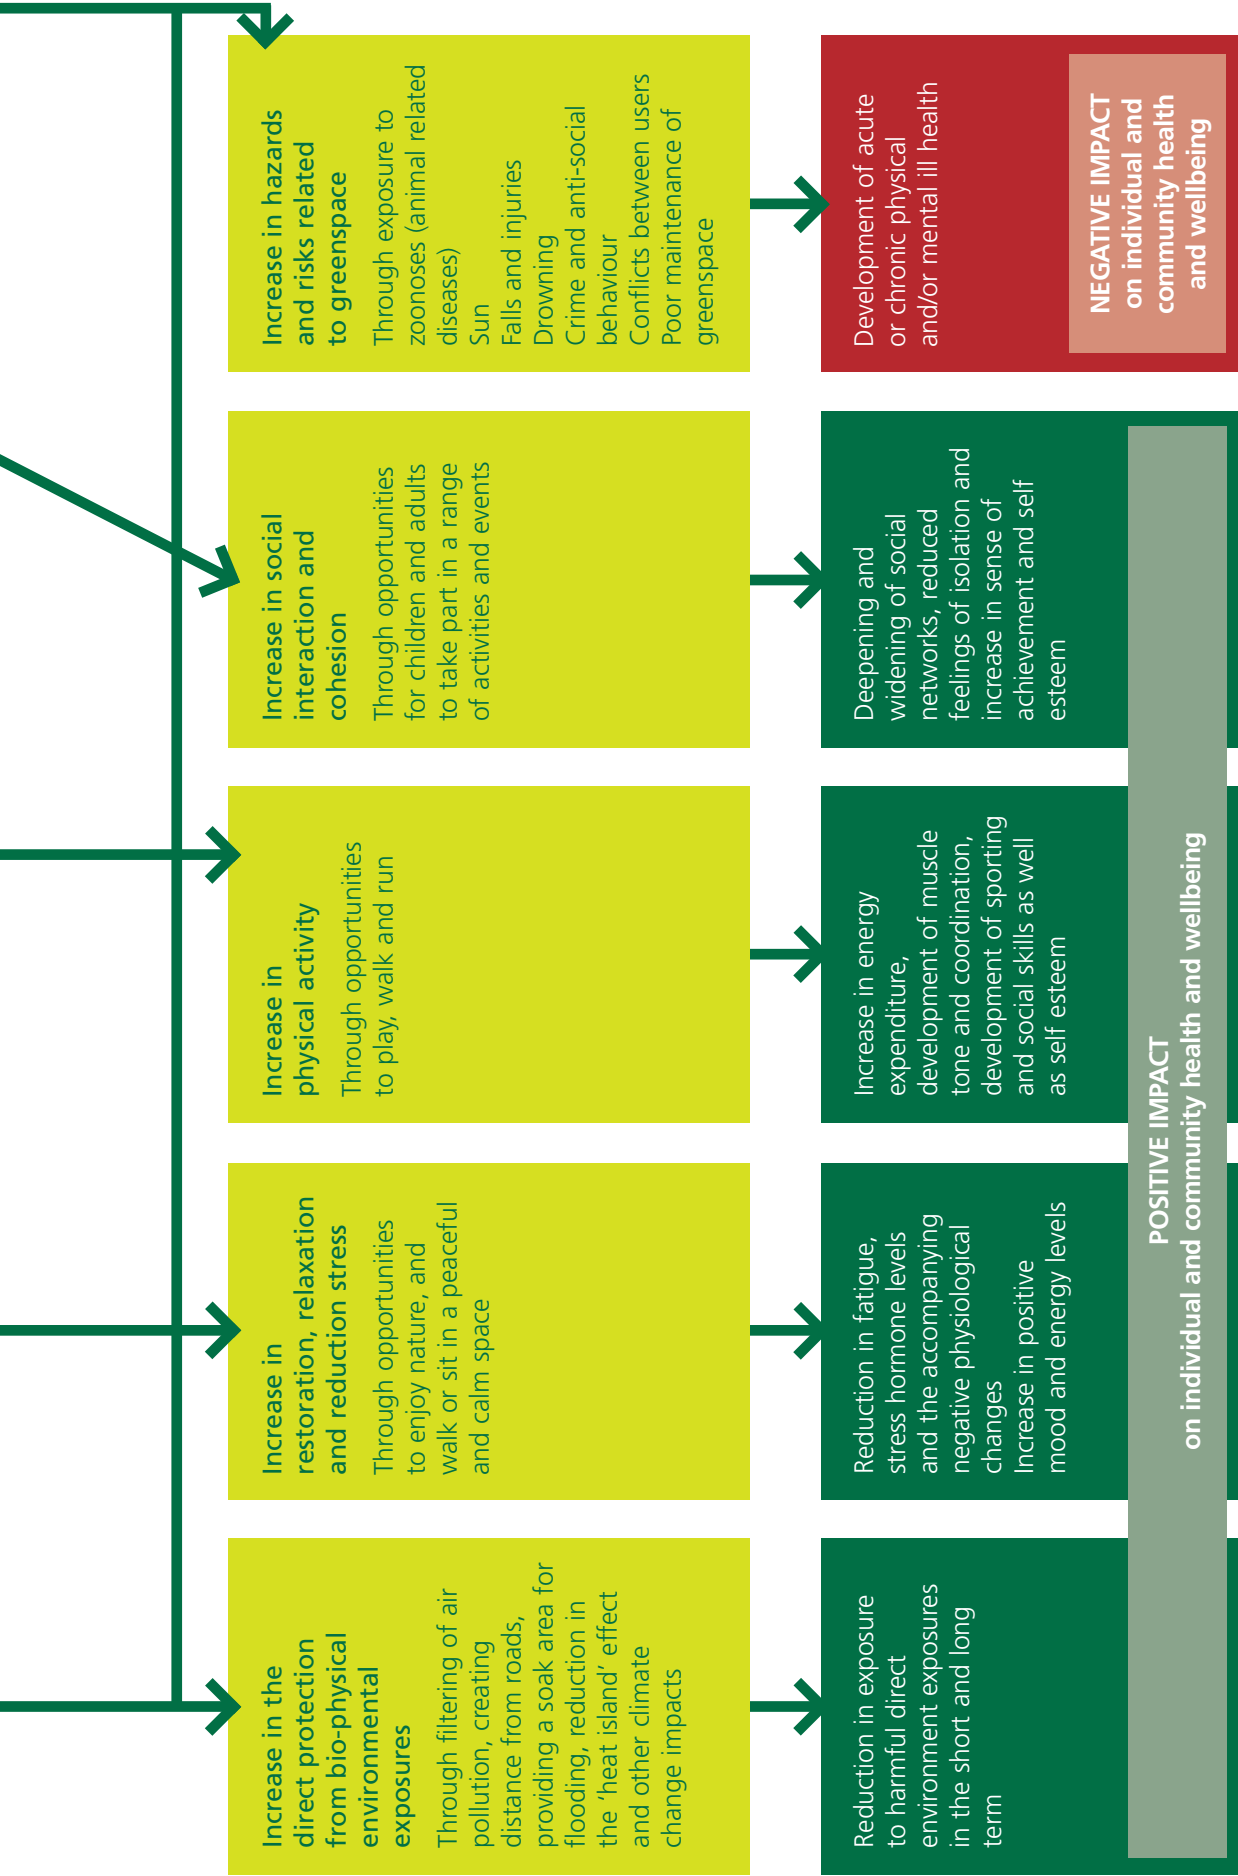 Increase in the
direct protection
from bio-physical
environmental
exposures
Through filtering of air
pollution, creating
distance from roads,
providing a soak area for
flooding, reduction in
the ‘heat island’ effect
and other climate
change impacts
Reduction in exposure
to harmful direct
environment exposures
in the short and long
term
Increase in
restoration, relaxation
and reduction stress
Through opportunities
to enjoy nature, and
walk or sit in a peaceful
and calm space
Reduction in fatigue,
stress hormone levels
and the accompanying
negative physiological
changes
Increase in positive
mood and energy levels
Increase in
physical activity
Through opportunities
to play, walk and run
Increase in energy
expenditure,
development of muscle
tone and coordination,
development of sporting
and social skills as well
as self esteem
Increase in social
interaction and
cohesion
Through opportunities
for children and adults
to take part in a range
of activities and events
Deepening and
widening of social
networks, reduced
feelings of isolation and
increase in sense of
achievement and self
esteem
POSITIVE IMPACT
on individual and community health and wellbeing
Increase in hazards
and risks related
to greenspace
Through exposure to
zoonoses (animal related
diseases)
Sun
Falls and injuries
Drowning
Crime and anti-social
behaviour
Conflicts between users
Poor maintenance of
greenspace
Development of acute
or chronic physical
and/or mental ill health
NEGATIVE IMPACT
on individual and
community health
and wellbeing